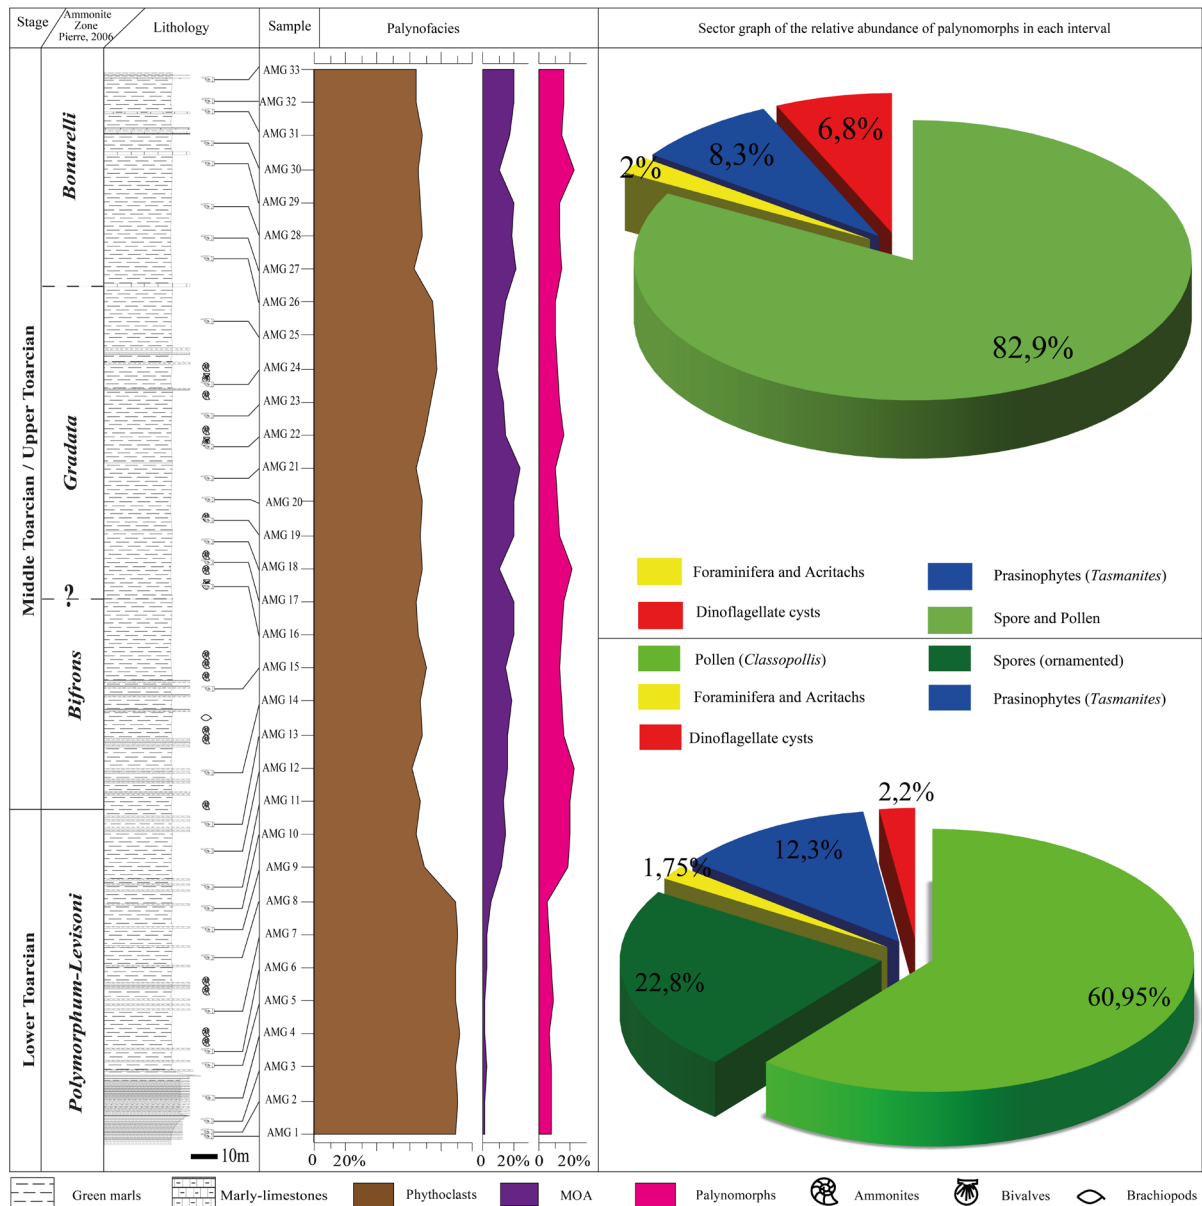 Stage
Ammonite
Zone
Pierre, 2006
Lithology
Sample
Palynofacies
Sector graph of the relative abundance of palynomorphs in each interval
Middle Toarcian / Upper Toarcian
Lower Toarcian
Bonarelli
Gradata
?
Bifrons
Polymorphum-Levisoni
AMG 33
AMG 32
AMG 31
AMG 30
AMG 29
AMG 28
AMG 27
AMG 26
AMG 25
AMG 24
AMG 23
AMG 22
AMG 21
AMG 20
AMG 19
AMG 18
AMG 17
AMG 16
AMG 15
AMG 14
AMG 13
AMG 12
AMG 11
AMG 10
AMG 9
AMG 8
AMG 7
AMG 6
AMG 5
AMG 4
AMG 3
AMG 2
AMG 1
10m
0 20%
0 20%
0 20%
6,8%
8,3%
2%
82,9%
Foraminifera and Acritachs
Prasinophytes (Tasmanites)
Dinoflagellate cysts
Spore and Pollen
Pollen (Classopollis)
Spores (ornamented)
Foraminifera and Acritachs
Prasinophytes (Tasmanites)
Dinoflagellate cysts
2,2%
12,3%
1,75%
22,8%
60,95%
Green marls
Marly-limestones
Phythoclasts
MOA
Palynomorphs
Ammonites
Bivalves
Brachiopods